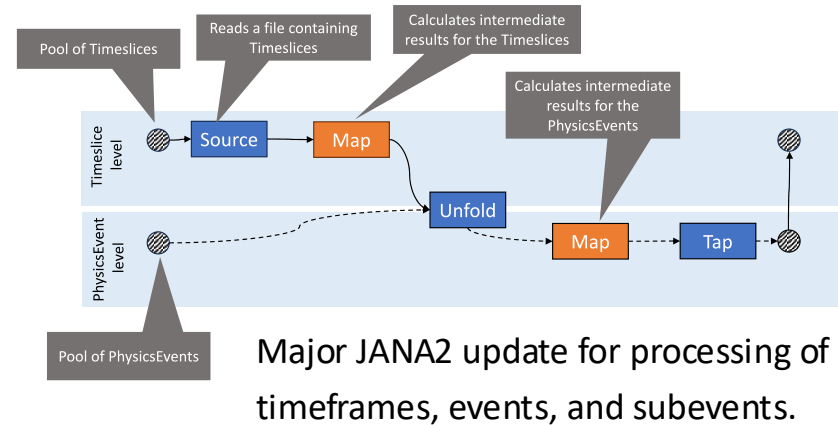 Pool of Timeslices
Reads a file containing
Timeslices
Calculates intermediate
results for the Timeslices
Calculates intermediate
results for the
PhysicsEvents
Timeslice
level
Source
Map
Unfold
PhysicsEvent
level
Map
Tap
Pool of PhysicsEvents
Major JANA2 update for processing of
timeframes, events, and subevents.